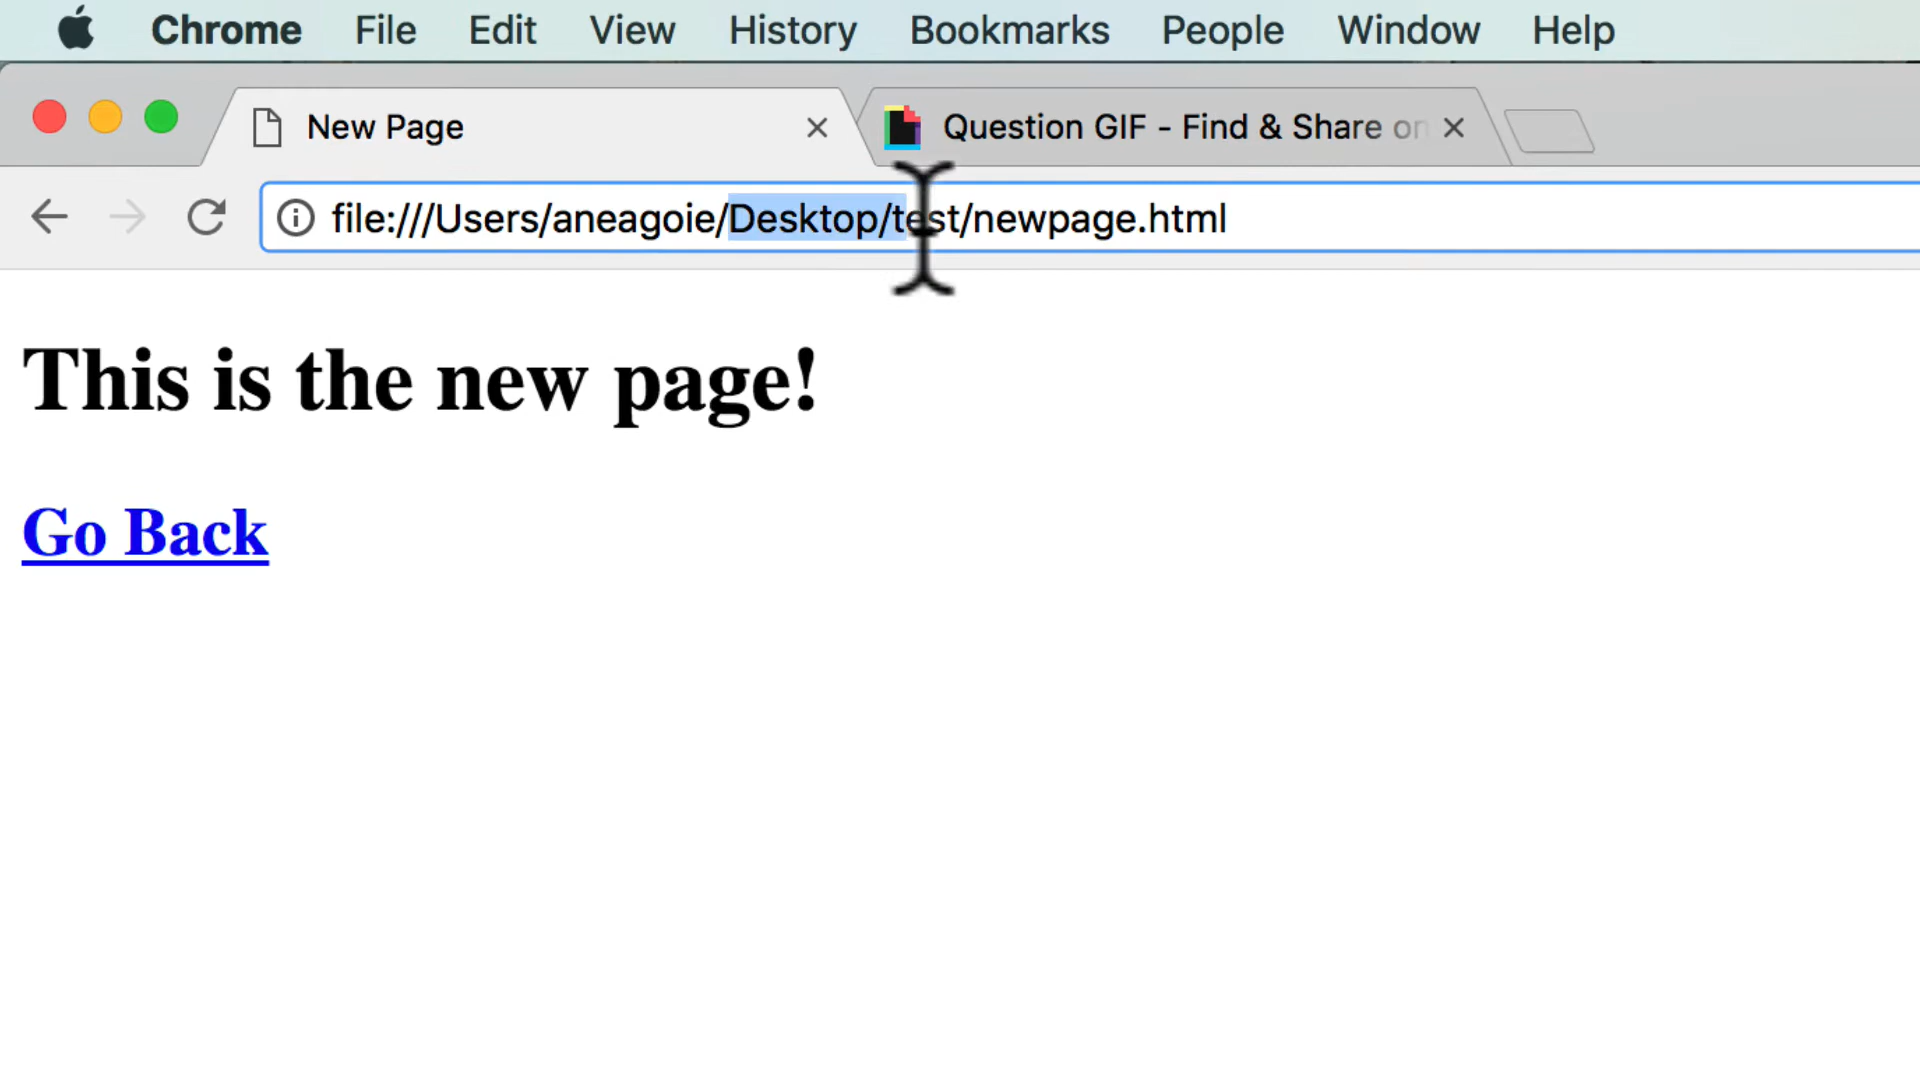 Chrome File Edit View History Bookmarks People Window Help
New Page
Question GIF - Find & Share on
file:///Users/aneagoie/Desktop/test/newpage.html
This is the new page!
Go Back